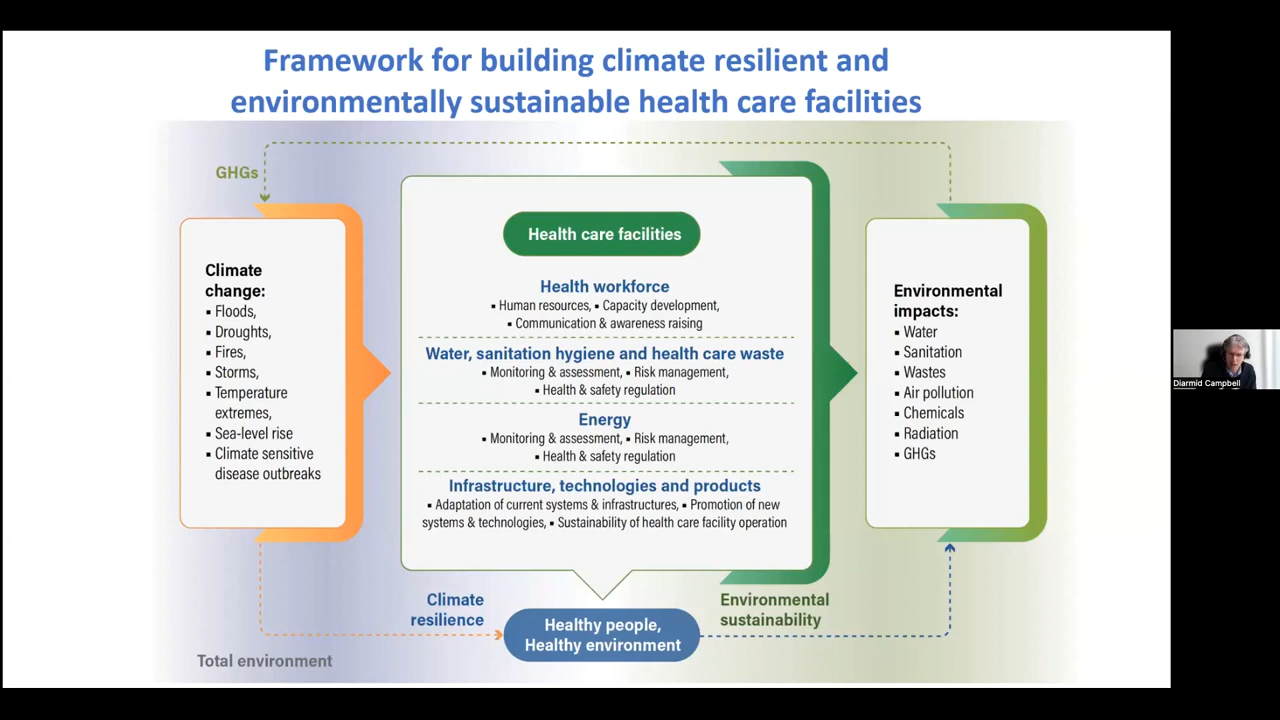 Framework for building climate resilient and
environmentally sustainable health care facilities
GHGs
Climate
change:
▪ Floods,
▪ Droughts,
▪ Fires,
▪ Storms,
▪ Temperature
extremes,
▪ Sea-level rise
▪ Climate sensitive
disease outbreaks
Health care facilities
Health workforce
▪ Human resources, ▪ Capacity development,
▪ Communication & awareness raising
Water, sanitation hygiene and health care waste
▪ Monitoring & assessment, ▪ Risk management,
▪ Health & safety regulation
Energy
▪ Monitoring & assessment, ▪ Risk management,
▪ Health & safety regulation
Infrastructure, technologies and products
▪ Adaptation of current systems & infrastructures, ▪ Promotion of new
systems & technologies, ▪ Sustainability of health care facility operation
Environmental
impacts:
▪ Water
▪ Sanitation
▪ Wastes
▪ Air pollution
▪ Chemicals
▪ Radiation
▪ GHGs
Climate
resilience
Healthy people,
Healthy environment
Environmental
sustainability
Total environment
Diarmid Campbell